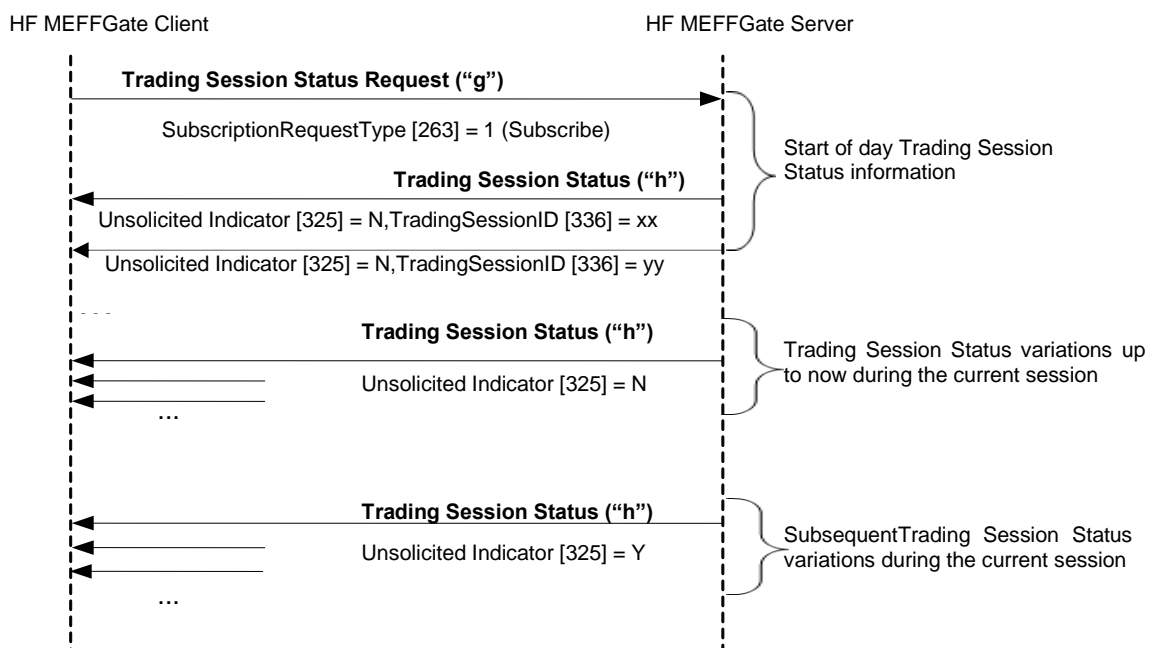 HF MEFFGate Client
HF MEFFGate Server
Trading Session Status Request (“g”)
SubscriptionRequestType [263] = 1 (Subscribe)
Start of day Trading Session
Status information
Trading Session Status (“h”)
Unsolicited Indicator [325] = N,TradingSessionID [336] = xx
Unsolicited Indicator [325] = N,TradingSessionID [336] = yy
...
Trading Session Status (“h”)
Trading Session Status variations up
to now during the current session
Unsolicited Indicator [325] = N
...
Trading Session Status (“h”)
SubsequentTrading Session Status
variations during the current session
Unsolicited Indicator [325] = Y
...